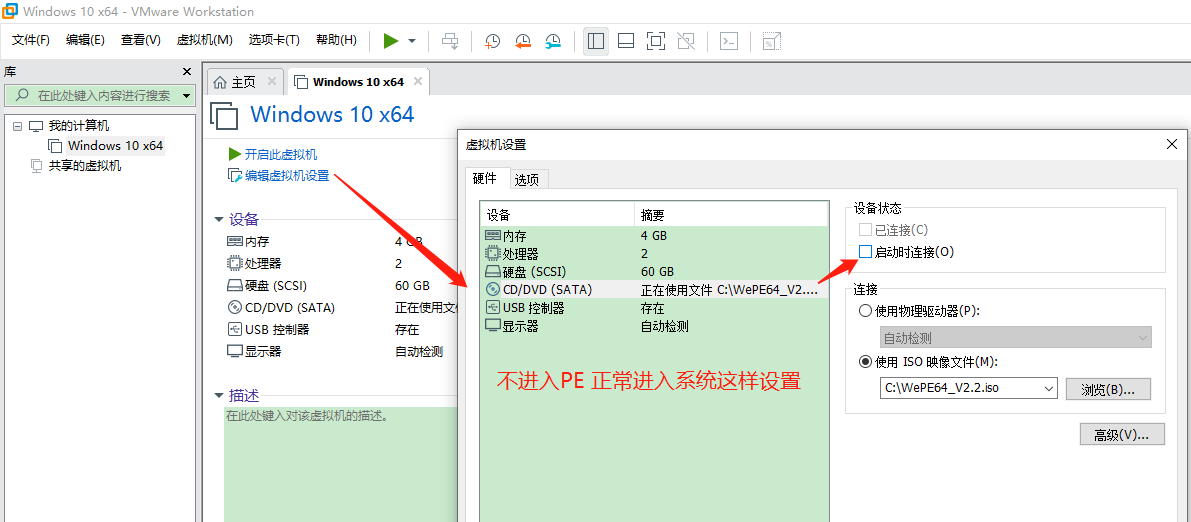 Windows 10 x64 - VMware Workstation
文件(F) 编辑(E) 查看(V) 虚拟机(M) 选项卡(T) 帮助(H)
库
在此处键入内容进行搜索
我的计算机
Windows 10 x64
共享的虚拟机
主页
Windows 10 x64
Windows 10 x64
开启此虚拟机
编辑虚拟机设置
设备
内存 4 GB
处理器 2
硬盘 (SCSI) 60 GB
CD/DVD (SATA) 正在使用文
USB 控制器 存在
显示器 自动检测
描述
在此处键入对该虚拟机的描述。
虚拟机设置
硬件 选项
设备 摘要
内存 4 GB
处理器 2
硬盘 (SCSI) 60 GB
CD/DVD (SATA) 正在使用文件 C:\WePE64_V2....
USB 控制器 存在
显示器 自动检测
不进入PE 正常进入系统这样设置
设备状态
已连接(C)
启动时连接(O)
连接
使用物理驱动器(P):
自动检测
使用 ISO 映像文件(M):
C:\WePE64_V2.2.iso
浏览(B)...
高级(V)...